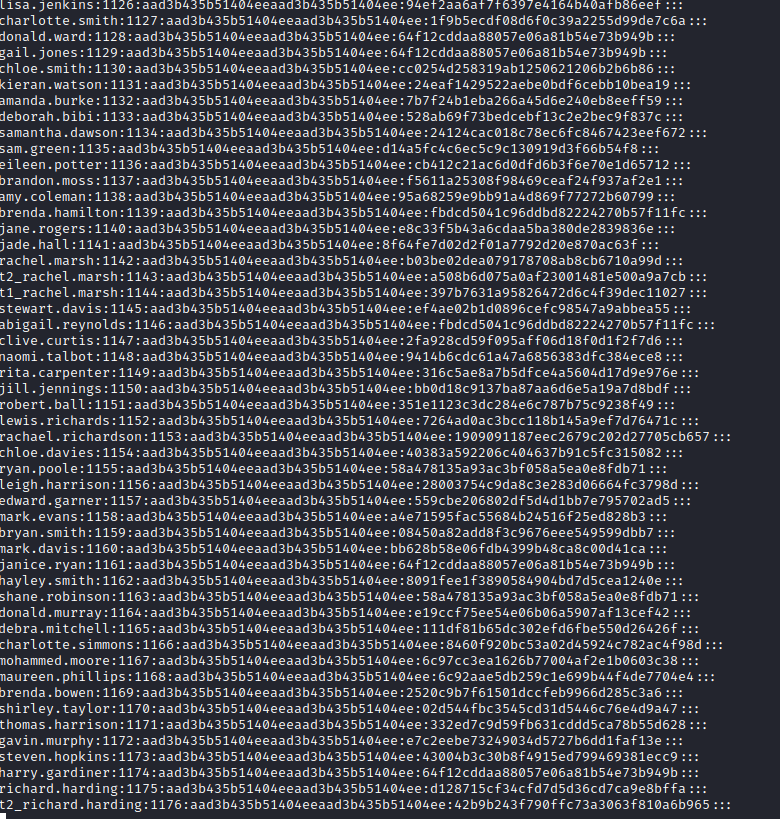 lisa.jenkins:1126:aad3b435b51404eeaad3b435b51404ee:94ef2aa6af7f6397e4164b40afb86eef:::
charlotte.smith:1127:aad3b435b51404eeaad3b435b51404ee:1f9b5ecdf08d6f0c39a2255d99de7c6a:::
donald.ward:1128:aad3b435b51404eeaad3b435b51404ee:64f12cddaa88057e06a81b54e73b949b:::
gail.jones:1129:aad3b435b51404eeaad3b435b51404ee:64f12cddaa88057e06a81b54e73b949b:::
chloe.smith:1130:aad3b435b51404eeaad3b435b51404ee:cc0254d258319ab1250621206b2b6b86:::
kieran.watson:1131:aad3b435b51404eeaad3b435b51404ee:24eaf1429522aebe0bdf6cebb10bea19:::
amanda.burke:1132:aad3b435b51404eeaad3b435b51404ee:7b7f24b1eba266a45d6e240eb8eeff59:::
deborah.bibi:1133:aad3b435b51404eeaad3b435b51404ee:528ab69f73bedcebf13c2e2bec9f837c:::
samantha.dawson:1134:aad3b435b51404eeaad3b435b51404ee:24124cac018c78ec6fc8467423eef672:::
sam.green:1135:aad3b435b51404eeaad3b435b51404ee:d14a5fc4c6ec5c9c130919d3f66b54f8:::
eileen.potter:1136:aad3b435b51404eeaad3b435b51404ee:cb412c21ac6d0dfd6b3f6e70e1d65712:::
brandon.moss:1137:aad3b435b51404eeaad3b435b51404ee:f5611a25308f98469ceaf24f937af2e1:::
amy.coleman:1138:aad3b435b51404eeaad3b435b51404ee:95a68259e9bb91a4d869f77272b60799:::
brenda.hamilton:1139:aad3b435b51404eeaad3b435b51404ee:fbdcd5041c96ddbd82224270b57f11fc:::
jane.rogers:1140:aad3b435b51404eeaad3b435b51404ee:e8c33f5b43a6cdaa5ba380de2839836e:::
jade.hall:1141:aad3b435b51404eeaad3b435b51404ee:8f64fe7d02d2f01a7792d20e870ac63f:::
rachel.marsh:1142:aad3b435b51404eeaad3b435b51404ee:b03be02dea079178708ab8cb6710a99d:::
t2_rachel.marsh:1143:aad3b435b51404eeaad3b435b51404ee:a508b6d075a0af23001481e500a9a7cb:::
t1_rachel.marsh:1144:aad3b435b51404eeaad3b435b51404ee:397b7631a95826472d6c4f39dec11027:::
stewart.davis:1145:aad3b435b51404eeaad3b435b51404ee:ef4ae02b1d0896cefc98547a9abbea55:::
abigail.reynolds:1146:aad3b435b51404eeaad3b435b51404ee:fbdcd5041c96ddbd82224270b57f11fc:::
clive.curtis:1147:aad3b435b51404eeaad3b435b51404ee:2fa928cd59f095aff06d18f0d1f2f7d6:::
naomi.talbot:1148:aad3b435b51404eeaad3b435b51404ee:9414b6cdc61a47a6856383dfc384ece8:::
rita.carpenter:1149:aad3b435b51404eeaad3b435b51404ee:316c5ae8a7b5dfce4a5604d17d9e976e:::
jill.jennings:1150:aad3b435b51404eeaad3b435b51404ee:bb0d18c9137ba87aa6d6e5a19a7d8bdf:::
robert.ball:1151:aad3b435b51404eeaad3b435b51404ee:351e1123c3dc284e6c787b75c9238f49:::
lewis.richards:1152:aad3b435b51404eeaad3b435b51404ee:7264ad0ac3bcc118b145a9ef7d76471c:::
rachael.richardson:1153:aad3b435b51404eeaad3b435b51404ee:1909091187eec2679c202d27705cb657:::
chloe.davies:1154:aad3b435b51404eeaad3b435b51404ee:40383a592206c404637b91c5fc315082:::
ryan.poole:1155:aad3b435b51404eeaad3b435b51404ee:58a478135a93ac3bf058a5ea0e8fdb71:::
leigh.harrison:1156:aad3b435b51404eeaad3b435b51404ee:28003754c9da8c3e283d06664fc3798d:::
edward.garner:1157:aad3b435b51404eeaad3b435b51404ee:559cbe206802df5d4d1bb7e795702ad5:::
mark.evans:1158:aad3b435b51404eeaad3b435b51404ee:a4e71595fac55684b24516f25ed828b3:::
bryan.smith:1159:aad3b435b51404eeaad3b435b51404ee:08450a82add8f3c9676eee549599dbb7:::
mark.davis:1160:aad3b435b51404eeaad3b435b51404ee:bb628b58e06fdb4399b48ca8c00d41ca:::
janice.ryan:1161:aad3b435b51404eeaad3b435b51404ee:64f12cddaa88057e06a81b54e73b949b:::
hayley.smith:1162:aad3b435b51404eeaad3b435b51404ee:8091fee1f3890584904bd7d5cea1240e:::
shane.robinson:1163:aad3b435b51404eeaad3b435b51404ee:58a478135a93ac3bf058a5ea0e8fdb71:::
donald.murray:1164:aad3b435b51404eeaad3b435b51404ee:e19ccf75ee54e06b06a5907af13cef42:::
debra.mitchell:1165:aad3b435b51404eeaad3b435b51404ee:111df81b65dc302efd6fbe550d26426f:::
charlotte.simmons:1166:aad3b435b51404eeaad3b435b51404ee:8460f920bc53a02d45924c782ac4f98d:::
mohammed.moore:1167:aad3b435b51404eeaad3b435b51404ee:6c97cc3ea1626b77004af2e1b0603c38:::
maureen.phillips:1168:aad3b435b51404eeaad3b435b51404ee:6c92aae5db259c1e699b44f4de7704e4:::
brenda.bowen:1169:aad3b435b51404eeaad3b435b51404ee:2520c9b7f61501dccfeb9966d285c3a6:::
shirley.taylor:1170:aad3b435b51404eeaad3b435b51404ee:02d544fbc3545cd31d5446c76e4d9a47:::
thomas.harrison:1171:aad3b435b51404eeaad3b435b51404ee:332ed7c9d59fb631cddd5ca78b55d628:::
gavin.murphy:1172:aad3b435b51404eeaad3b435b51404ee:e7c2eebe73249034d5727b6dd1faf13e:::
steven.hopkins:1173:aad3b435b51404eeaad3b435b51404ee:43004b3c30b8f4915ed799469381ecc9:::
harry.gardiner:1174:aad3b435b51404eeaad3b435b51404ee:64f12cddaa88057e06a81b54e73b949b:::
richard.harding:1175:aad3b435b51404eeaad3b435b51404ee:d128715cf34cfd7d5d36cd7ca9e8bffa:::
t2_richard.harding:1176:aad3b435b51404eeaad3b435b51404ee:42b9b243f790ffc73a3063f810a6b965:::